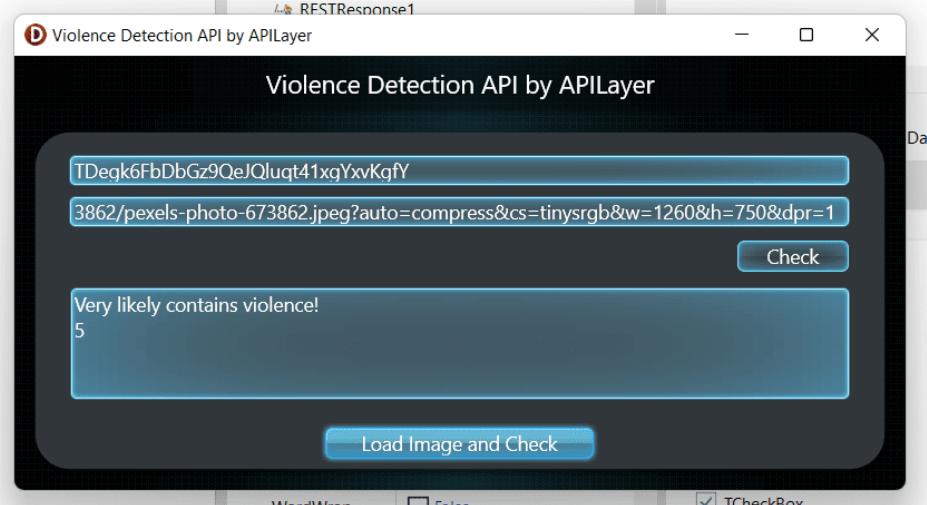 RESTResponse1
Violence Detection API by APILayer
Violence Detection API by APILayer
Da
TDegk6FbDbGz9QeJQluqt41xgYxvKgfY
3862/pexels-photo-673862.jpeg?auto=compress&cs=tinysrgb&w=1260&h=750&dpr=1
Check
Very likely contains violence!
5
Load Image and Check
WordWrap
False
TCheckBox